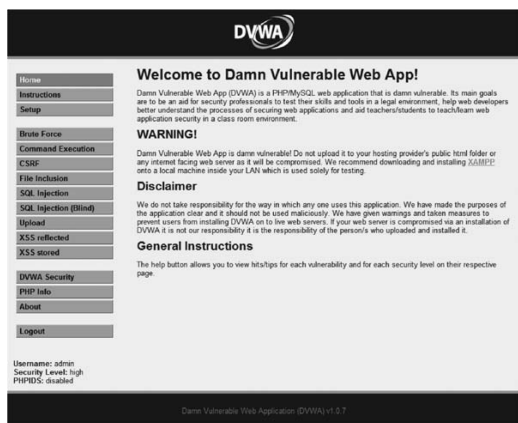 DVWA
Home
Instructions
Setup
Brute Force
Command Execution
CSRF
File Inclusion
SQL Injection
SQL Injection (Blind)
Upload
XSS reflected
XSS stored
DVWA Security
PHP Info
About
Logout
Username: admin
Security Level: high
PHPIDS: disabled
Welcome to Damn Vulnerable Web App!
Damn Vulnerable Web App (DVWA) is a PHP/MySQL web application that is damn vulnerable. Its main goals
are to be an aid for security professionals to test their skills and tools in a legal environment, help web developers
better understand the processes of securing web applications and aid teachers/students to teach/learn web
application security in a class room environment.
WARNING!
Damn Vulnerable Web App is damn vulnerable! Do not upload it to your hosting provider's public html folder or
any internet facing web server as it will be compromised. We recommend downloading and installing XAMPP
onto a local machine inside your LAN which is used solely for testing.
Disclaimer
We do not take responsibility for the way in which any one uses this application. We have made the purposes of
the application clear and it should not be used maliciously. We have given warnings and taken measures to
prevent users from installing DVWA on to live web servers. If your web server is compromised via an installation of
DVWA it is not our responsibility it is the responsibility of the person/s who uploaded and installed it.
General Instructions
The help button allows you to view hits/tips for each vulnerability and for each security level on their respective
page.
Damn Vulnerable Web Application (DVWA) v1.0.7